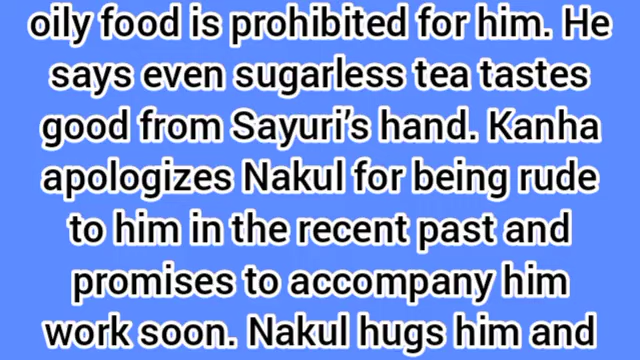 oily food is prohibited for him. He
says even sugarless tea tastes
good from Sayuri's hand. Kanha
apologizes Nakul for being rude
to him in the recent past and
promises to accompany him
work soon. Nakul hugs him and